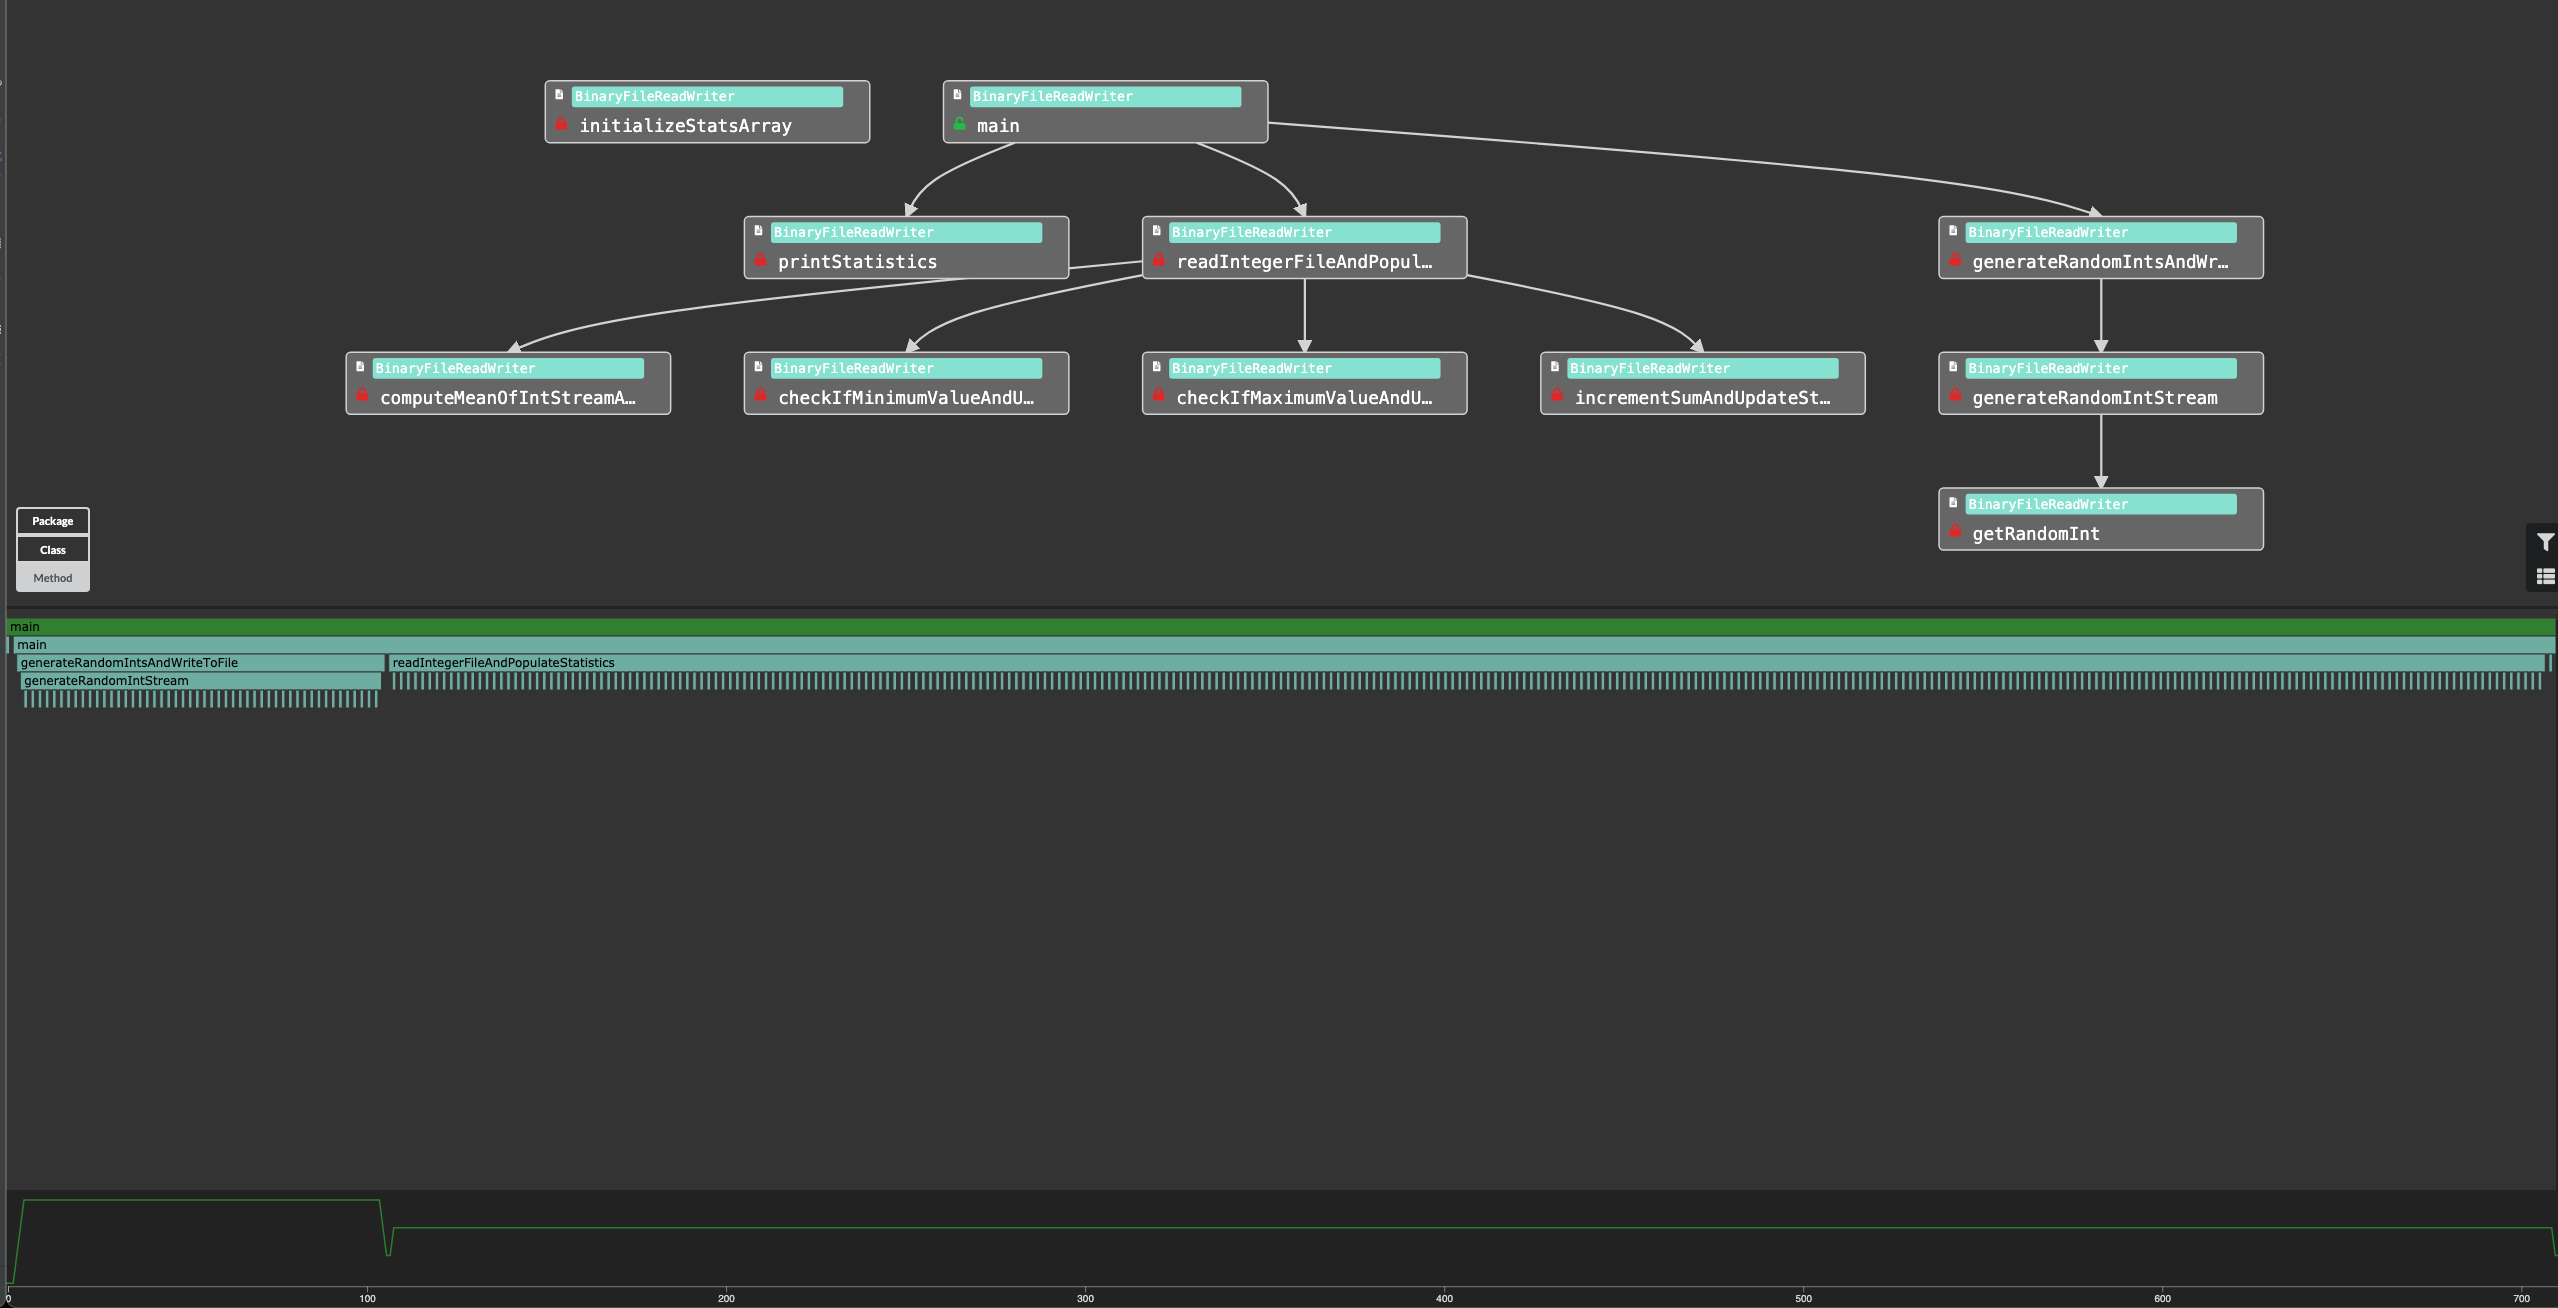 BinaryFileReadWriter
initializeStatsArray
BinaryFileReadWriter
main
BinaryFileReadWriter
printStatistics
BinaryFileReadWriter
readIntegerFileAndPopul…
BinaryFileReadWriter
generateRandomIntsAndWr…
BinaryFileReadWriter
computeMeanOfIntStreamA…
BinaryFileReadWriter
checkIfMinimumValueAndU…
BinaryFileReadWriter
checkIfMaximumValueAndU…
BinaryFileReadWriter
incrementSumAndUpdateSt…
BinaryFileReadWriter
generateRandomIntStream
BinaryFileReadWriter
getRandomInt
Package
Class
Method
main
main
generateRandomIntsAndWriteToFile readIntegerFileAndPopulateStatistics
generateRandomIntStream
0 100 200 300 400 500 600 700